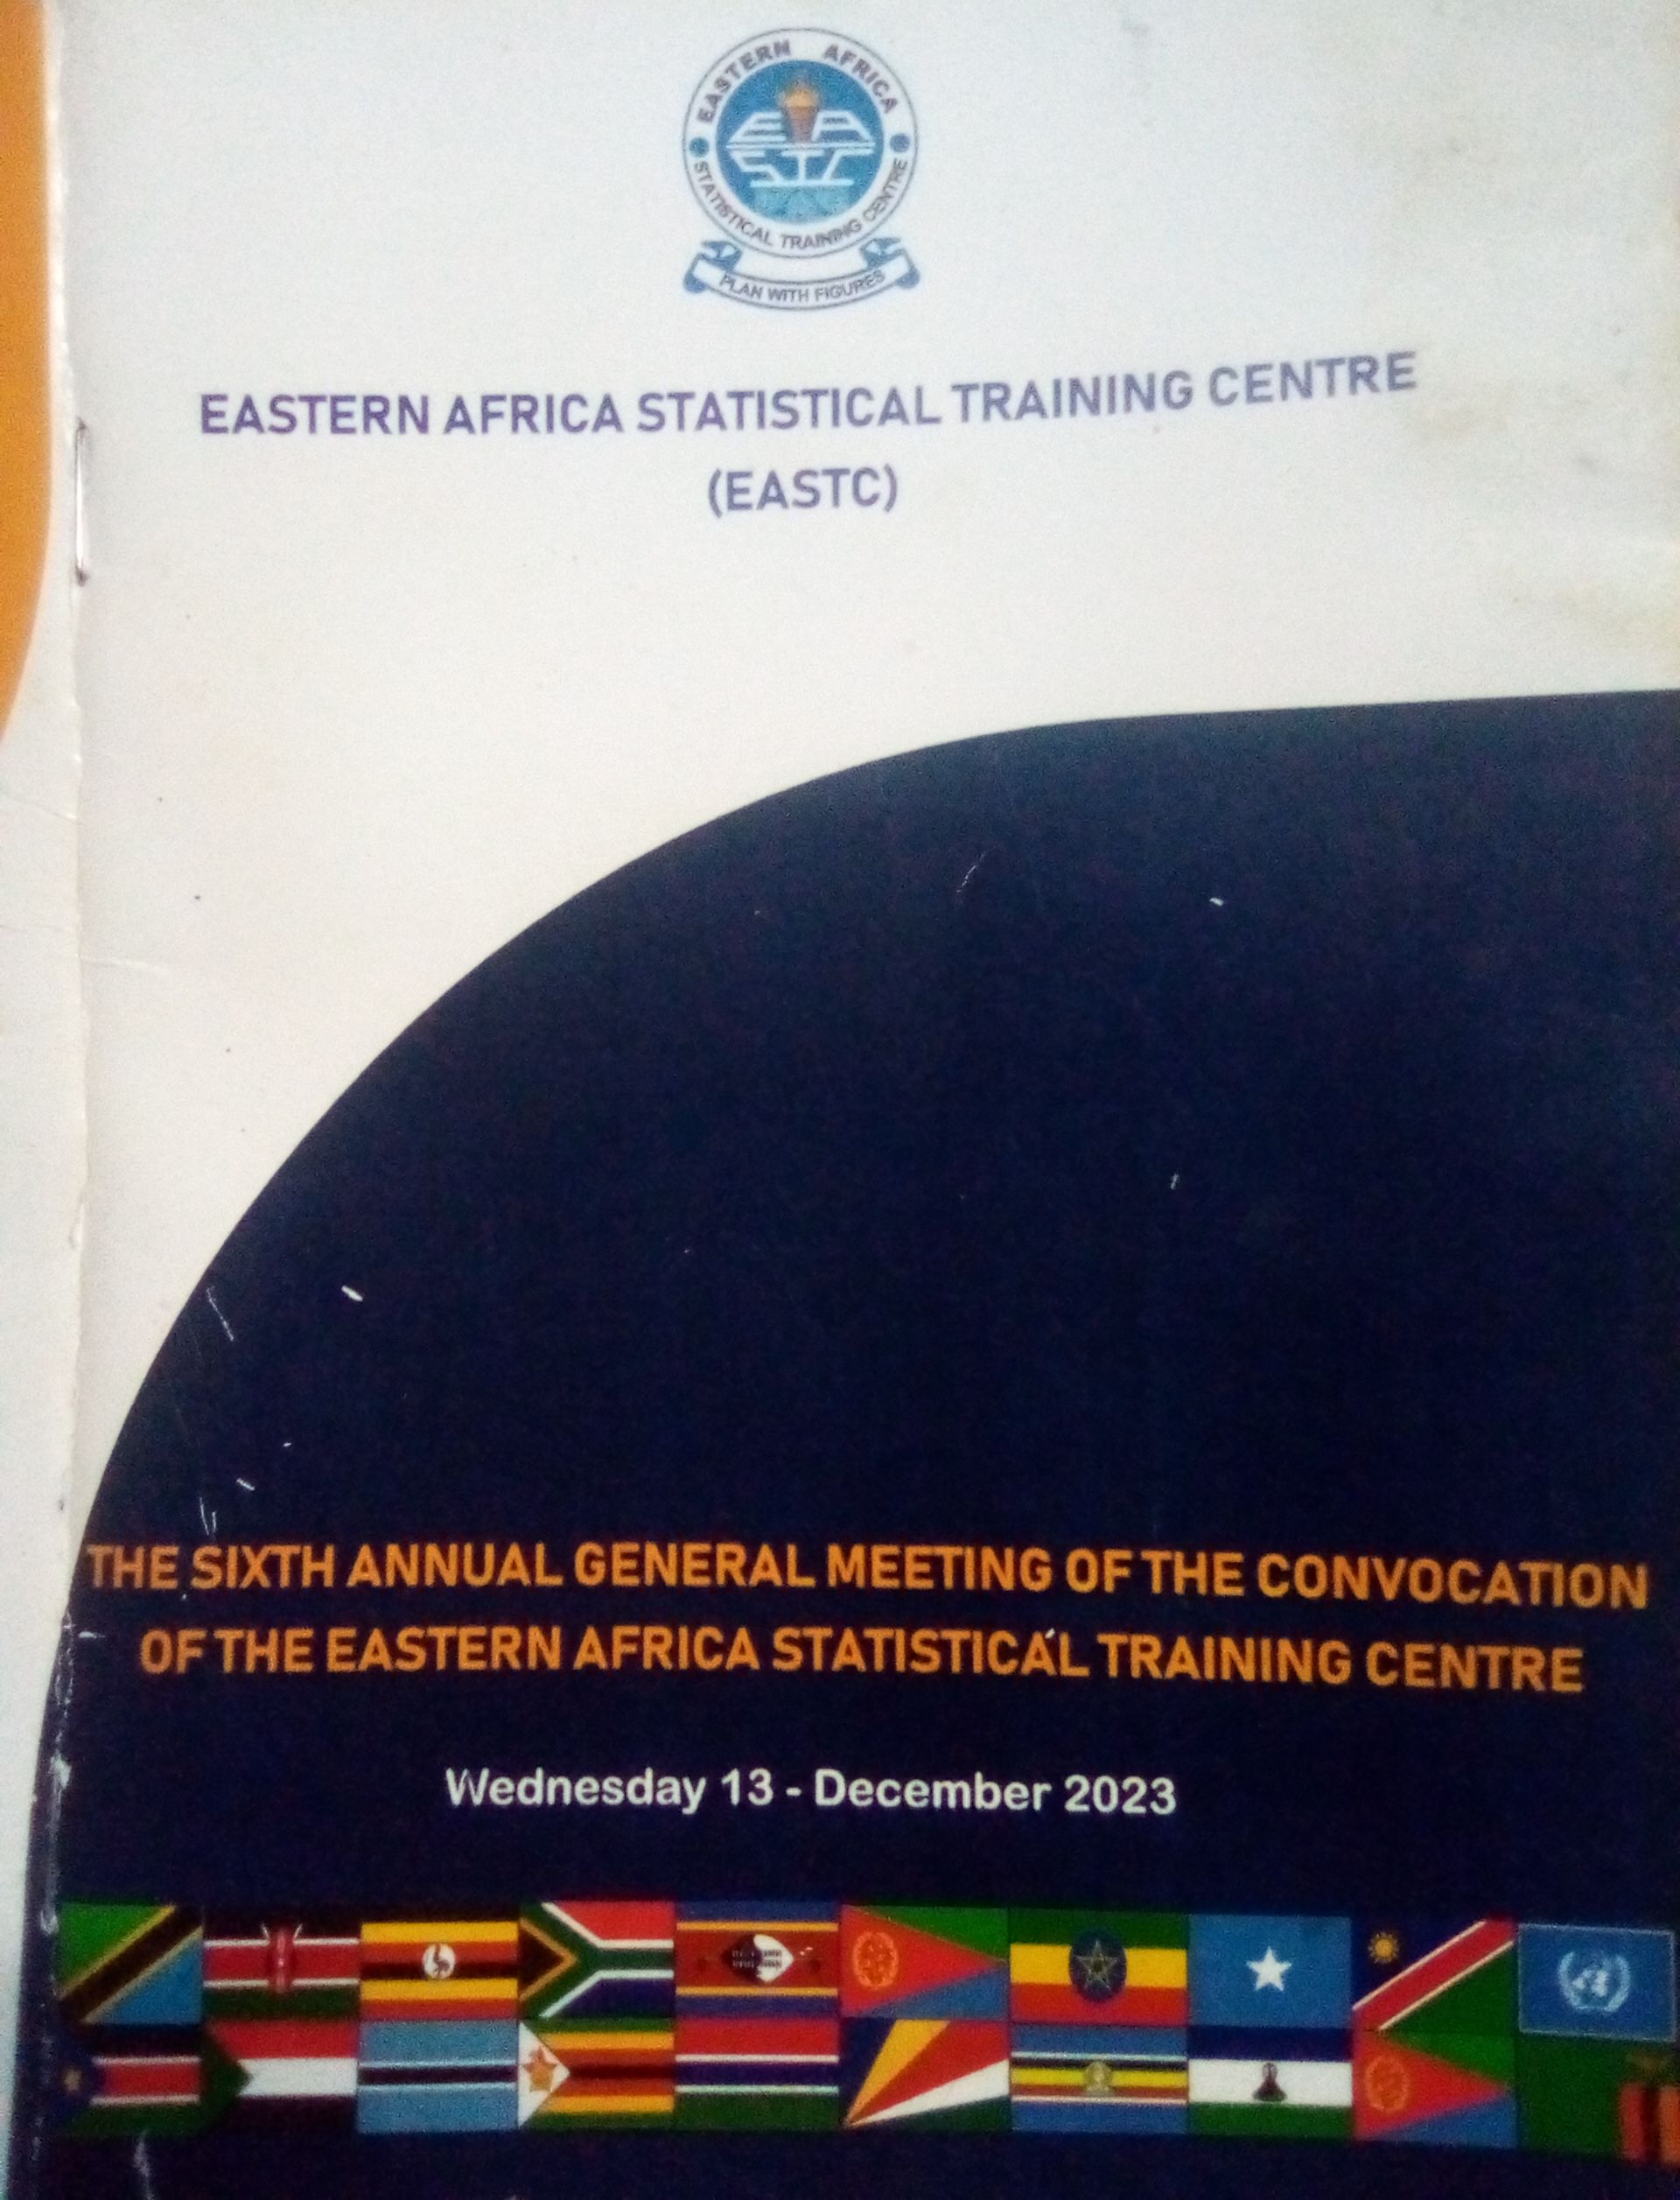 EASTERN AFRICA
STATISTICAL TRAINING CENTRE
PLAN WITH FIGURES
EASTERN AFRICA STATISTICAL TRAINING CENTRE
(EASTC)
THE SIXTH ANNUAL GENERAL MEETING OF THE CONVOCATION
OF THE EASTERN AFRICA STATISTICAL TRAINING CENTRE
Wednesday 13 - December 2023